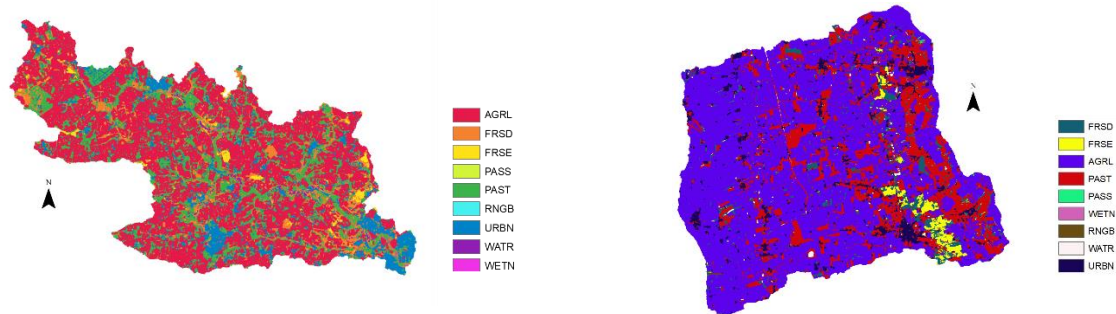 N
AGRL
FRSD
FRSE
PASS
PAST
RNGB
URBN
WATR
WETN
N
FRSD
FRSE
AGRL
PAST
PASS
WETN
RNGB
WATR
URBN